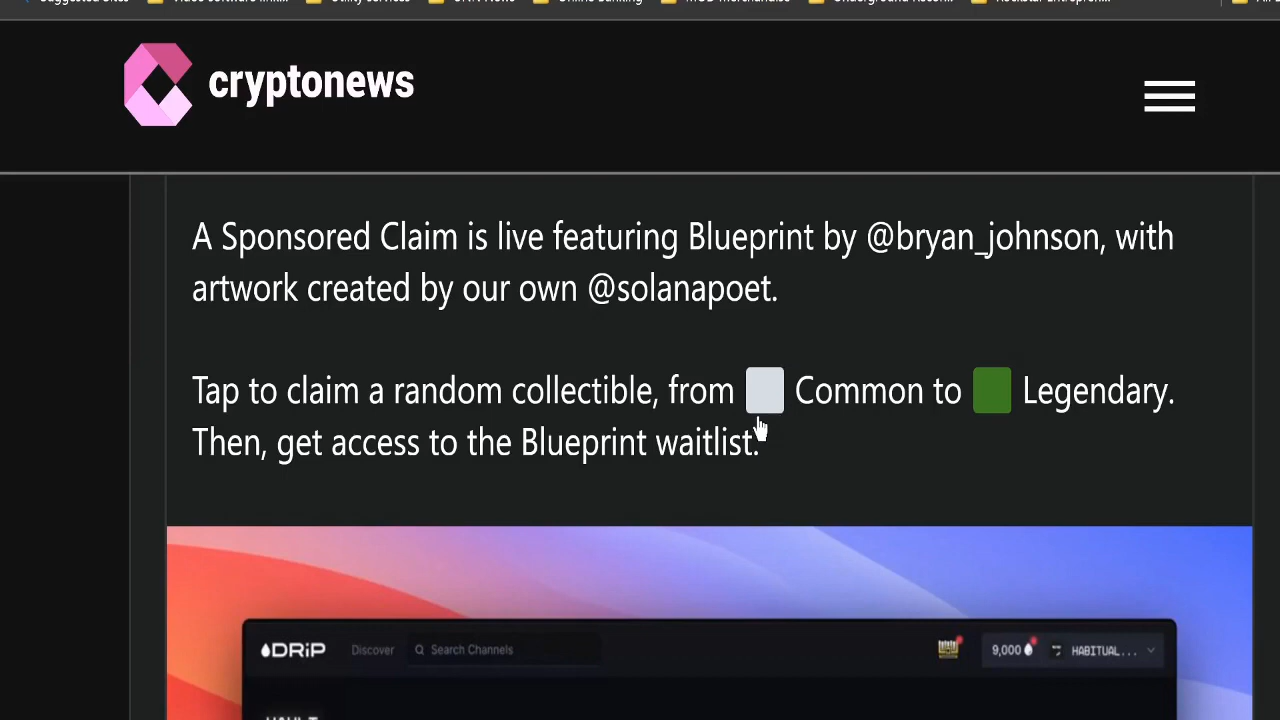 cryptonews
A Sponsored Claim is live featuring Blueprint by @bryan_johnson, with
artwork created by our own @solanapoet.
Tap to claim a random collectible, from Common to Legendary.
Then, get access to the Blueprint waitlist.
DRiP Discover Search Channels 9,000 HABITUAL...